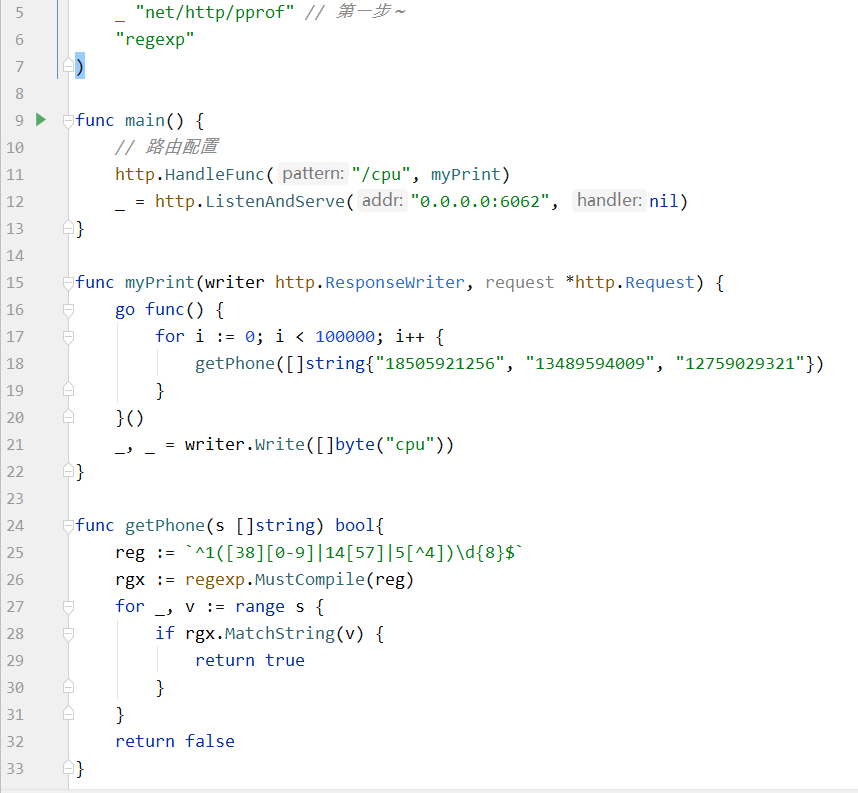 5 _ "net/http/pprof" // 第一步~
6 "regexp"
7 )
8
9 func main() {
10 // 路由配置
11 http.HandleFunc( pattern: "/cpu", myPrint)
12 _ = http.ListenAndServe( addr: "0.0.0.0:6062", handler: nil)
13 }
14
15 func myPrint(writer http.ResponseWriter, request *http.Request) {
16 go func() {
17 for i := 0; i < 100000; i++ {
18 getPhone([]string{"18505921256", "13489594009", "12759029321"})
19 }
20 }()
21 _, _ = writer.Write([]byte("cpu"))
22 }
23
24 func getPhone(s []string) bool{
25 reg := `^1([38][0-9]|14[57]|5[^4])\d{8}$`
26 rgx := regexp.MustCompile(reg)
27 for _, v := range s {
28 if rgx.MatchString(v) {
29 return true
30 }
31 }
32 return false
33 }